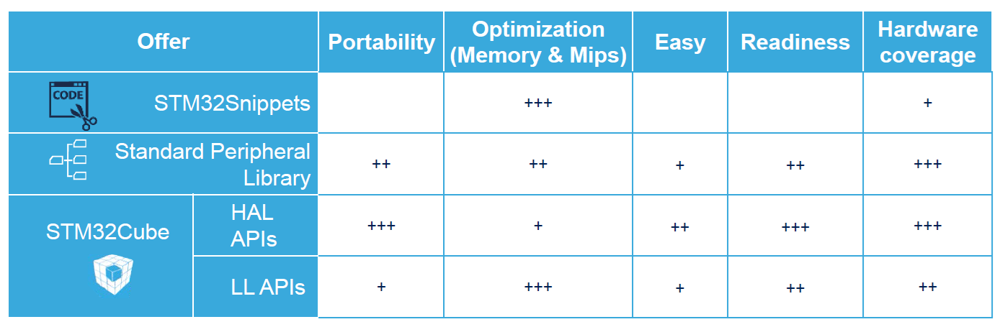 Offer
Portability
Optimization
(Memory & Mips)
Easy
Readiness
Hardware
coverage
CODE
STM32Snippets
+++
+
Standard Peripheral
Library
++
++
+
++
+++
STM32Cube
HAL
APIs
+++
+
++
+++
+++
LL APIs
+
+++
+
++
++